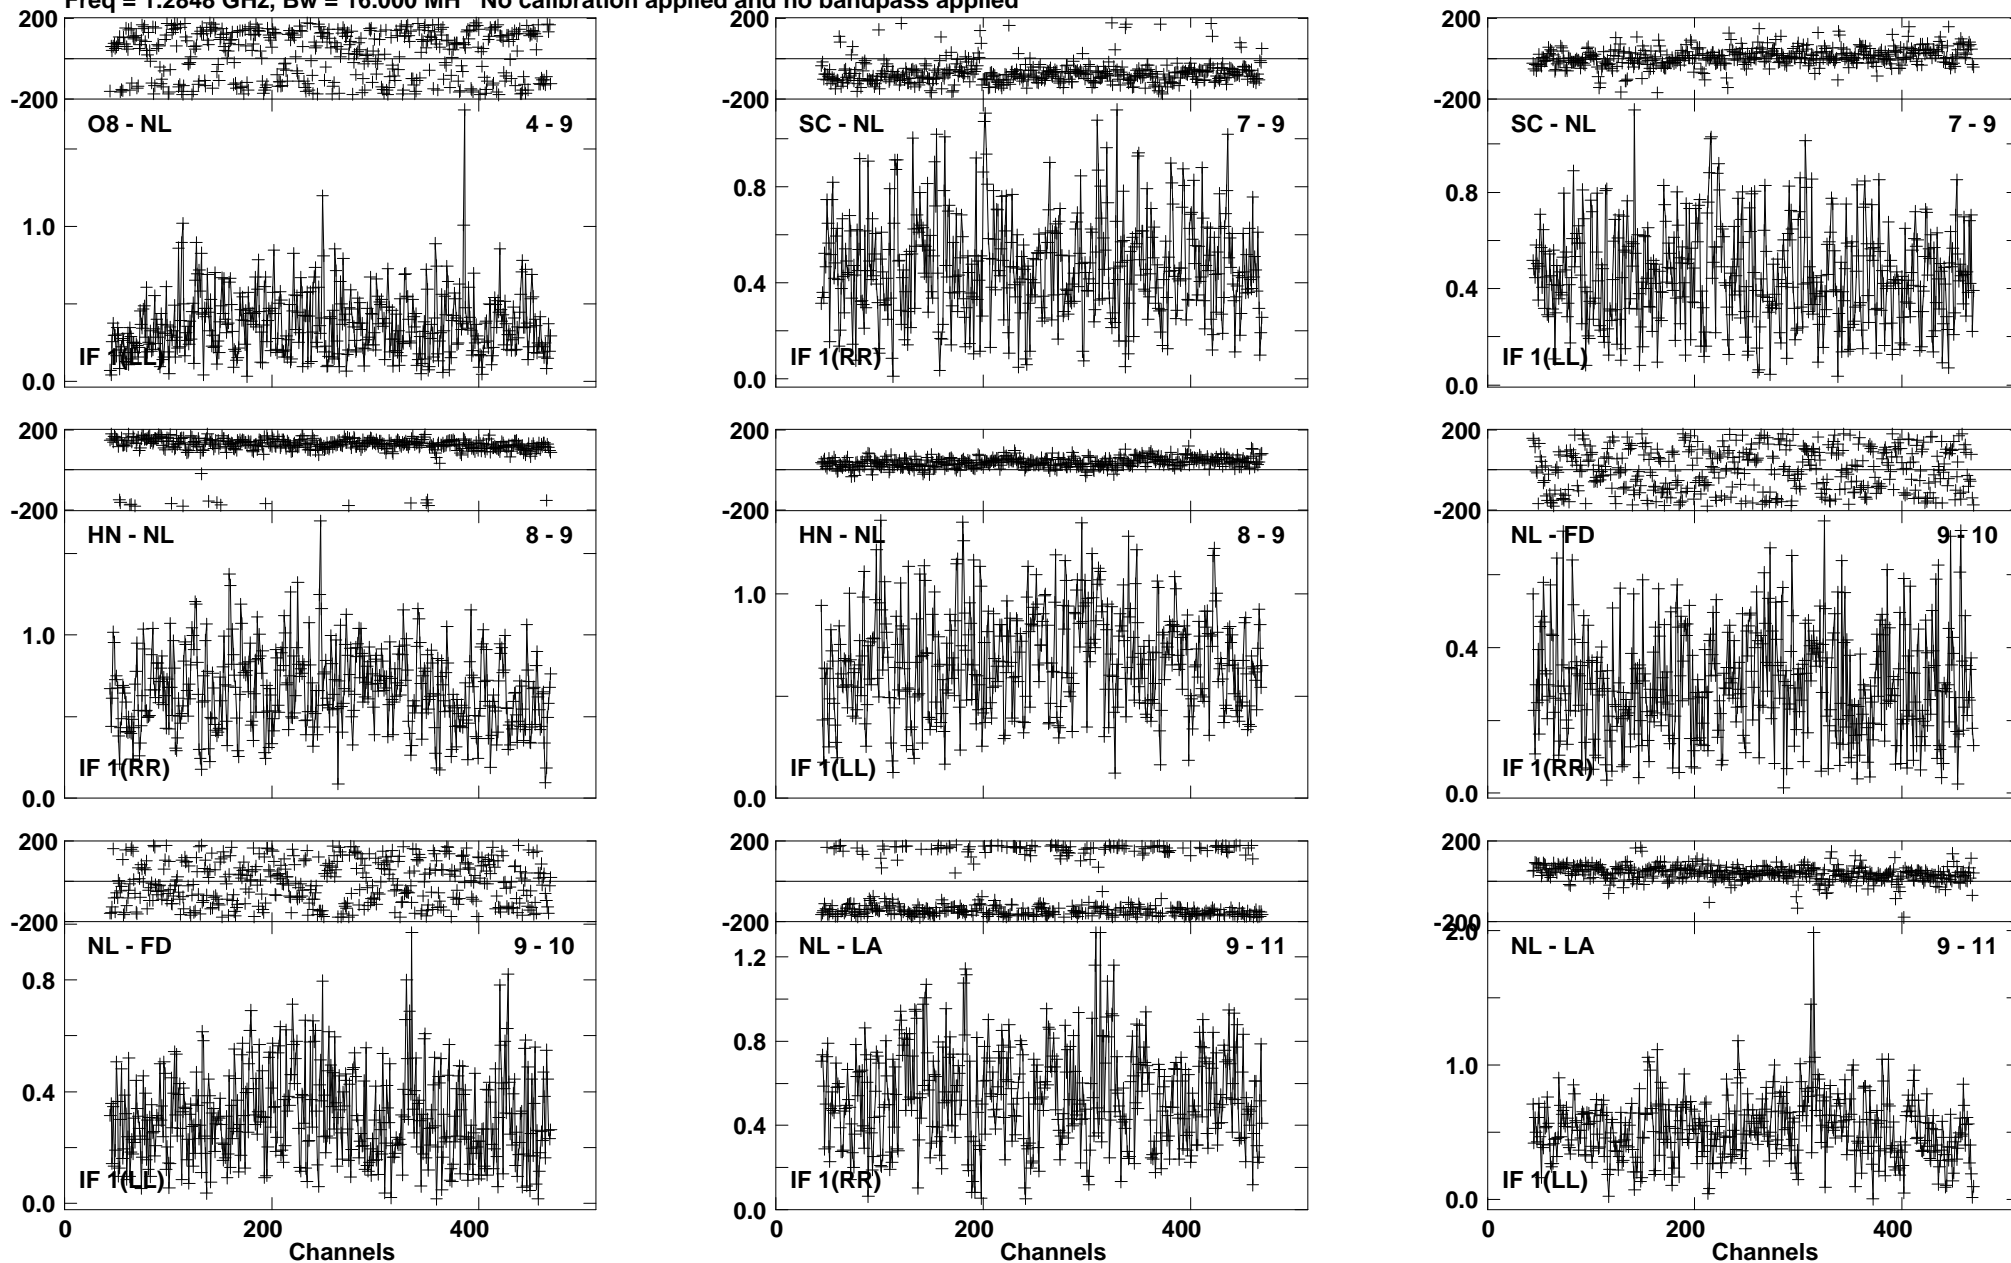 Freq = 1.2848 GHz, Bw = 16.000 MH No calibration applied and no bandpass applied
200
-200
O8 - NL 4 - 9
1.0
0.0
IF 1(LL)
200
-200
SC - NL 7 - 9
0.8
0.4
0.0
IF 1(RR)
200
-200
SC - NL 7 - 9
0.8
0.4
0.0
IF 1(LL)
200
-200
HN - NL 8 - 9
1.0
0.0
IF 1(RR)
200
-200
HN - NL 8 - 9
1.0
0.0
IF 1(LL)
200
-200
NL - FD 9 - 10
0.4
0.0
IF 1(RR)
200
-200
NL - FD 9 - 10
0.8
0.4
0.0
IF 1(LL)
0 200 400
Channels
200
-200
NL - LA 9 - 11
1.2
0.8
0.4
0.0
IF 1(RR)
200 400
Channels
200
-200
2.0
NL - LA 9 - 11
1.0
0.0
IF 1(LL)
0 200 400
Channels